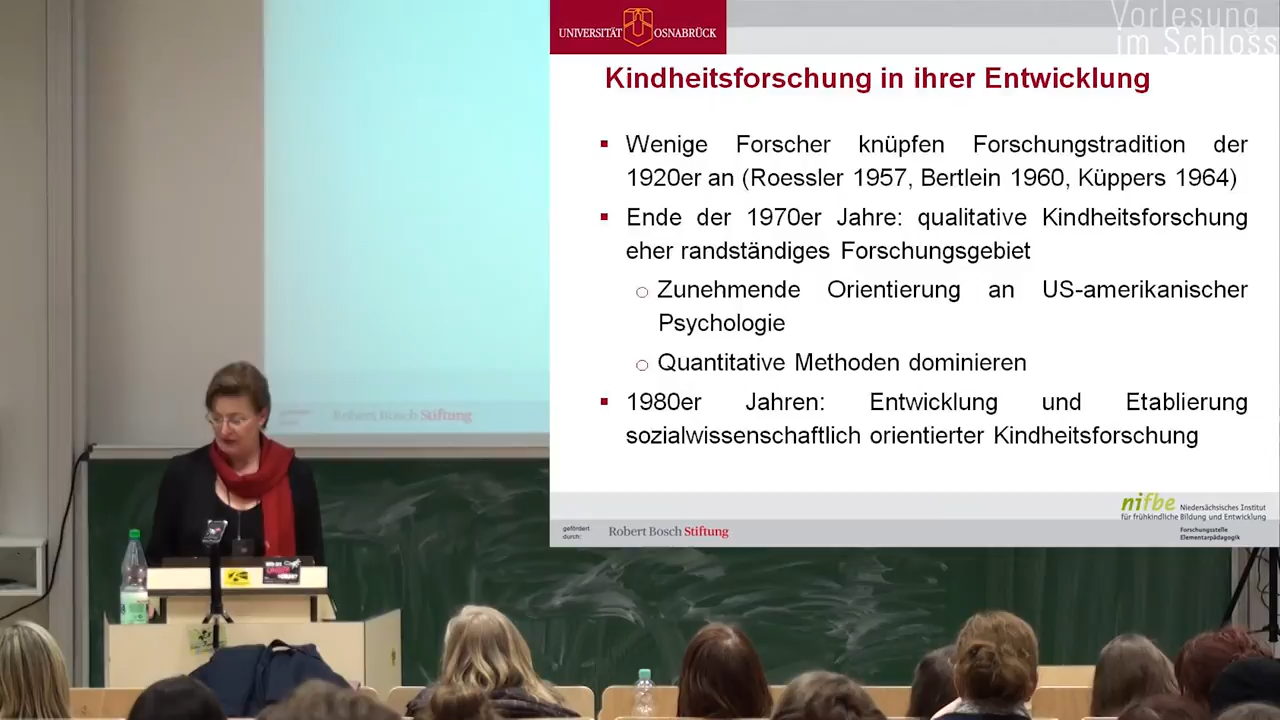 UNIVERSITÄT OSNABRÜCK
Vorlesung
im Schloss
Kindheitsforschung in ihrer Entwicklung
Wenige Forscher knüpfen Forschungstradition der
1920er an (Roessler 1957, Bertlein 1960, Küppers 1964)
Ende der 1970er Jahre: qualitative Kindheitsforschung
eher randständiges Forschungsgebiet
Zunehmende Orientierung an US-amerikanischer
Psychologie
Quantitative Methoden dominieren
1980er Jahren: Entwicklung und Etablierung
sozialwissenschaftlich orientierter Kindheitsforschung
Robert Bosch Stiftung
gefördert
durch:
Robert Bosch Stiftung
nifbe Niedersächsisches Institut
für frühkindliche Bildung und Entwicklung
Forschungsstelle
Elementarpädagogik